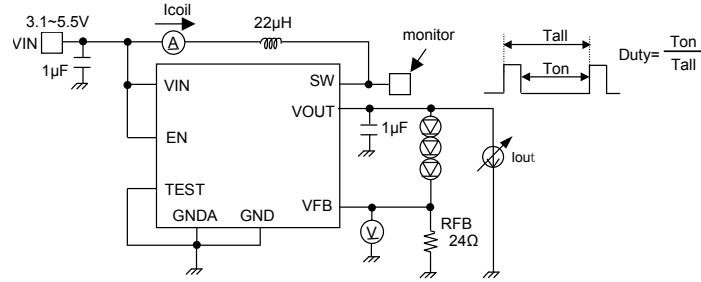 Icoil
3.1~5.5V
22μH
VIN
A
1μF
monitor
SW
VIN
VOUT
1μF
EN
Iout
TEST
VFB
GNDA GND
V
RFB
24Ω
Tall
Ton
Duty= Ton
Tall